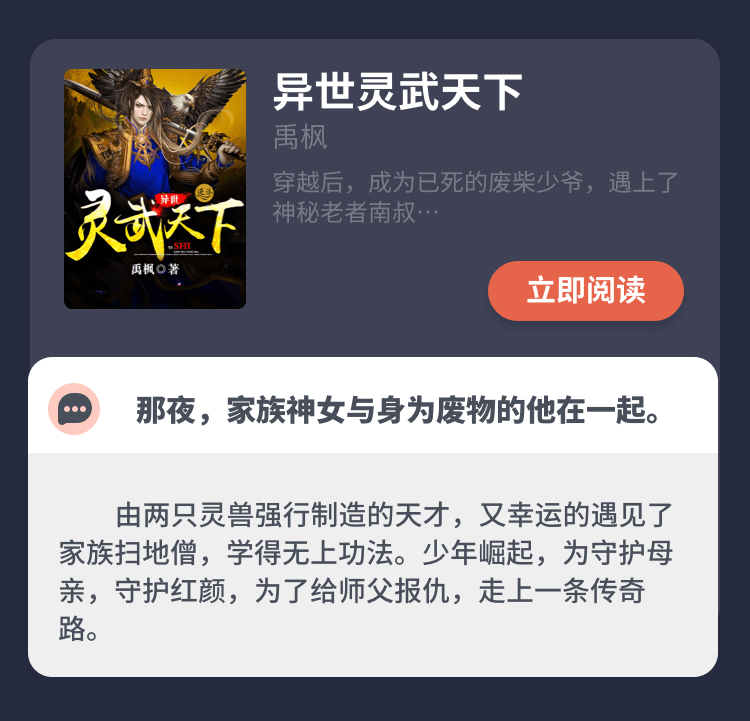 异世灵武天下
禹枫
穿越后，成为已死的废柴少爷，遇上了
神秘老者南叔…
异世
灵武天下
SHI
禹枫◎著
立即阅读
那夜，家族神女与身为废物的他在一起。
由两只灵兽强行制造的天才，又幸运的遇见了
家族扫地僧，学得无上功法。少年崛起，为守护母
亲，守护红颜，为了给师父报仇，走上一条传奇
路。